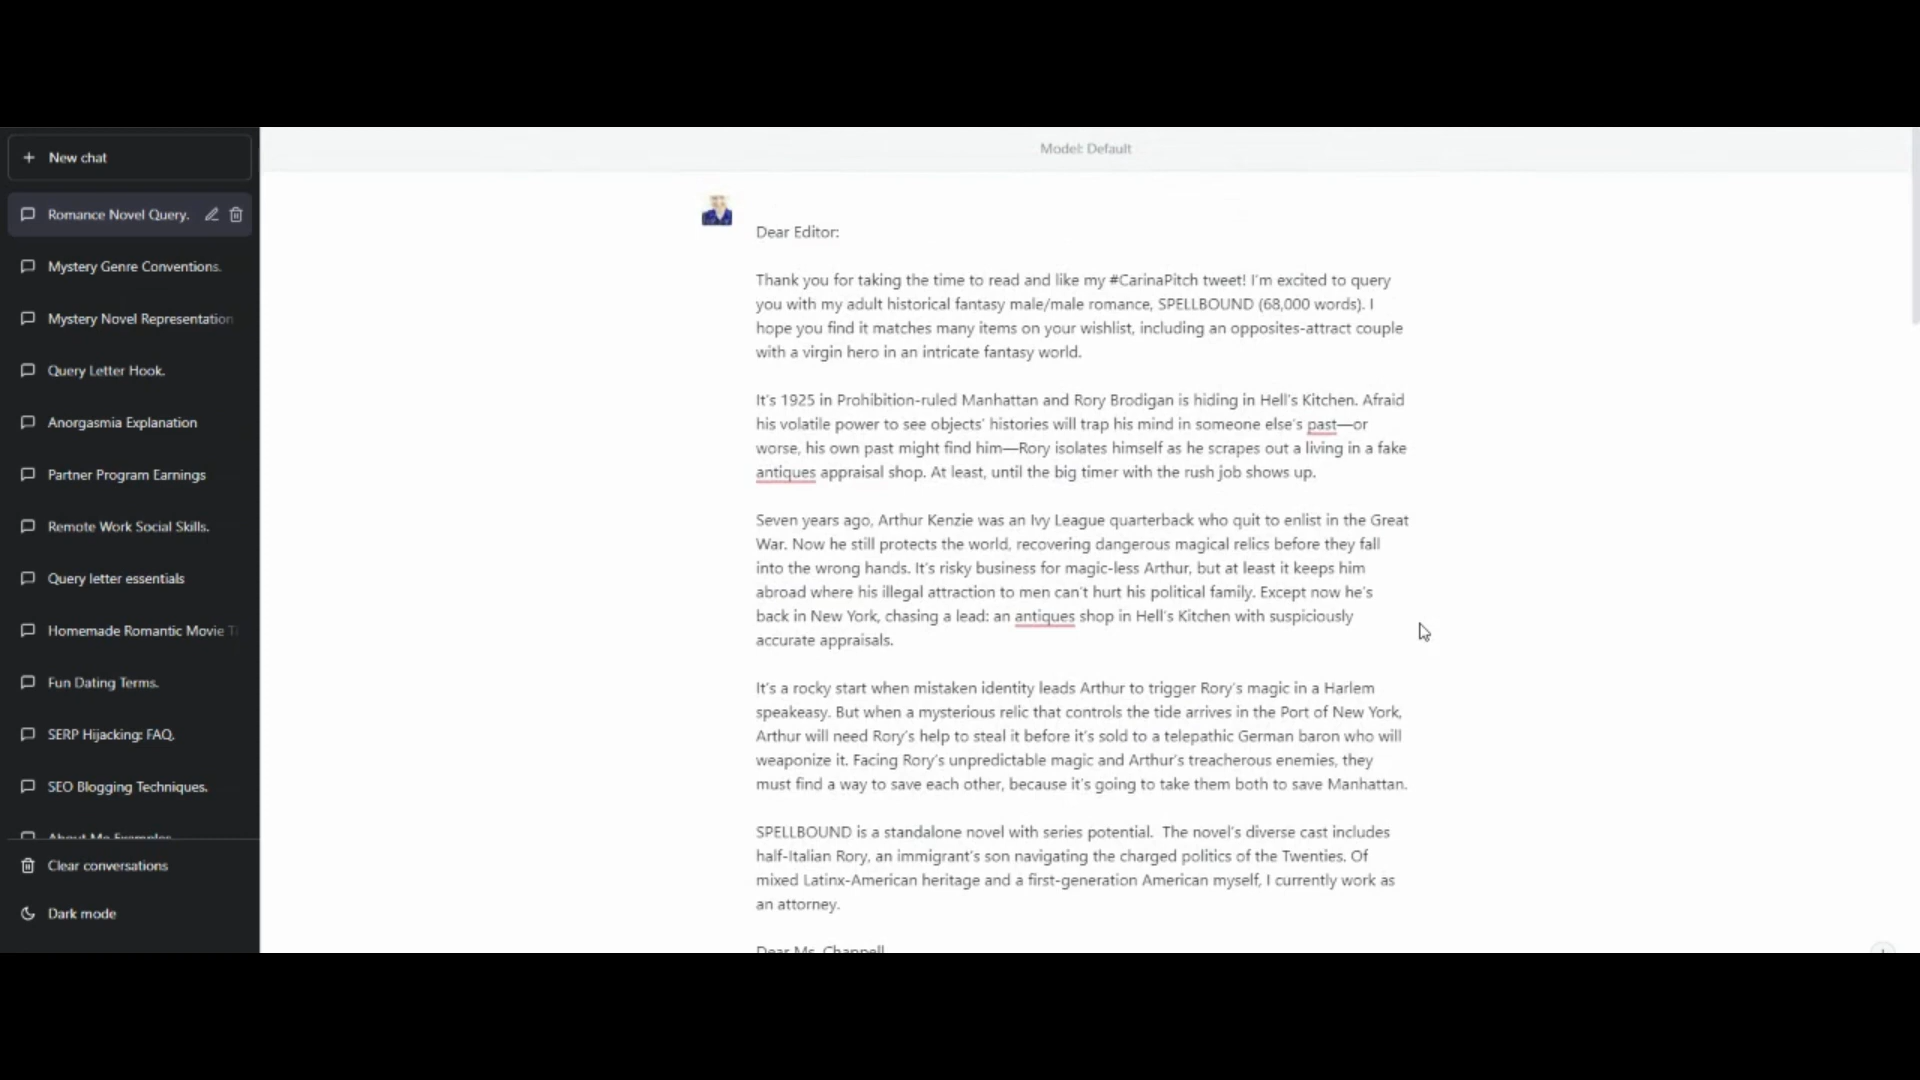 New chat
Romance Novel Query.
Mystery Genre Conventions.
Mystery Novel Representation
Query Letter Hook.
Anorgasmia Explanation
Partner Program Earnings
Remote Work Social Skills.
Query letter essentials
Homemade Romantic Movie T
Fun Dating Terms.
SERP Hijacking: FAQ.
SEO Blogging Techniques.
About Me Examples
Clear conversations
Dark mode
Model: Default
Dear Editor:
Thank you for taking the time to read and like my #CarinaPitch tweet! I'm excited to query
you with my adult historical fantasy male/male romance, SPELLBOUND (68,000 words). I
hope you find it matches many items on your wishlist, including an opposites-attract couple
with a virgin hero in an intricate fantasy world.
It's 1925 in Prohibition-ruled Manhattan and Rory Brodigan is hiding in Hell's Kitchen. Afraid
his volatile power to see objects' histories will trap his mind in someone else's past—or
worse, his own past might find him—Rory isolates himself as he scrapes out a living in a fake
antiques appraisal shop. At least, until the big timer with the rush job shows up.
Seven years ago, Arthur Kenzie was an Ivy League quarterback who quit to enlist in the Great
War. Now he still protects the world, recovering dangerous magical relics before they fall
into the wrong hands. It's risky business for magic-less Arthur, but at least it keeps him
abroad where his illegal attraction to men can't hurt his political family. Except now he's
back in New York, chasing a lead: an antiques shop in Hell's Kitchen with suspiciously
accurate appraisals.
It's a rocky start when mistaken identity leads Arthur to trigger Rory's magic in a Harlem
speakeasy. But when a mysterious relic that controls the tide arrives in the Port of New York,
Arthur will need Rory's help to steal it before it's sold to a telepathic German baron who will
weaponize it. Facing Rory's unpredictable magic and Arthur's treacherous enemies, they
must find a way to save each other, because it's going to take them both to save Manhattan.
SPELLBOUND is a standalone novel with series potential.  The novel's diverse cast includes
half-Italian Rory, an immigrant's son navigating the charged politics of the Twenties. Of
mixed Latinx-American heritage and a first-generation American myself, I currently work as
an attorney.
Dear Ms. Chappell